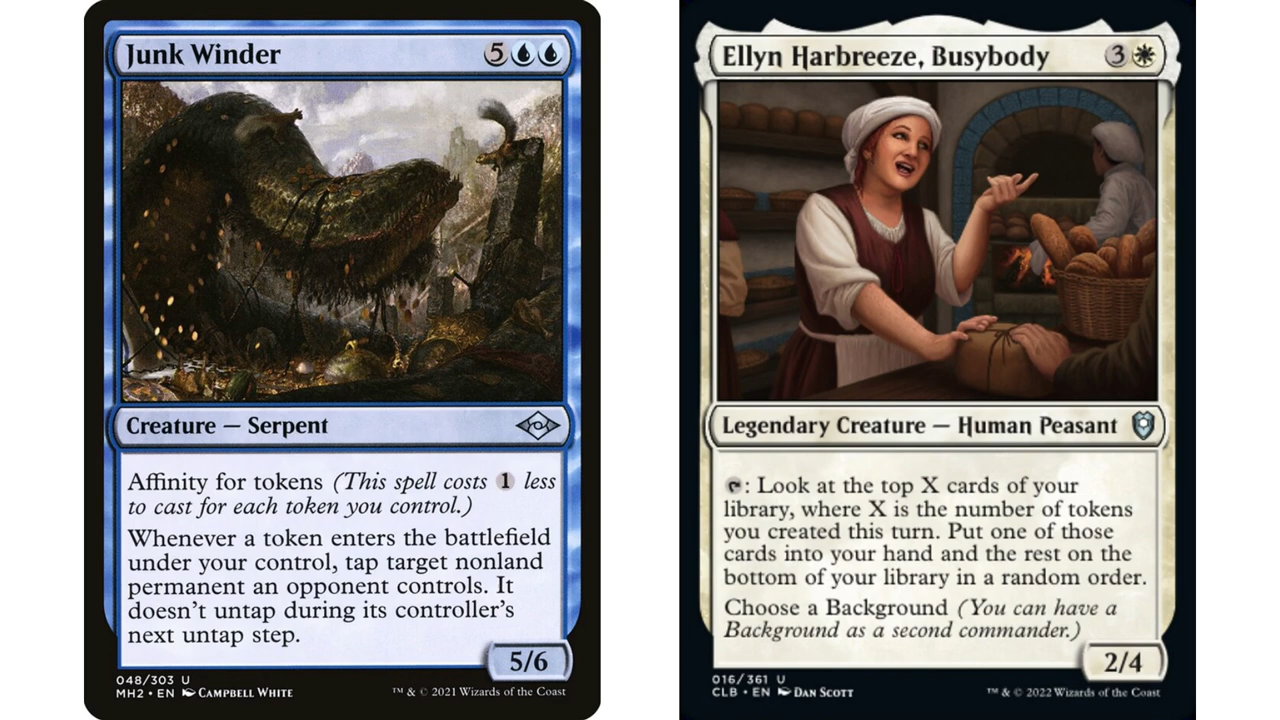 Junk Winder 5
Creature — Serpent
Affinity for tokens (This spell costs 1 less
to cast for each token you control.)
Whenever a token enters the battlefield
under your control, tap target nonland
permanent an opponent controls. It
doesn't untap during its controller's
next untap step.
5/6
048/303 U
MH2 • EN CAMPBELL WHITE
™ & © 2021 Wizards of the Coast
Ellyn Harbreeze, Busybody 3
Legendary Creature — Human Peasant
: Look at the top X cards of your
library, where X is the number of tokens
you created this turn. Put one of those
cards into your hand and the rest on the
bottom of your library in a random order.
Choose a Background (You can have a
Background as a second commander.)
2/4
016/361 U
CLB • EN DAN SCOTT
™ & © 2022 Wizards of the Coast